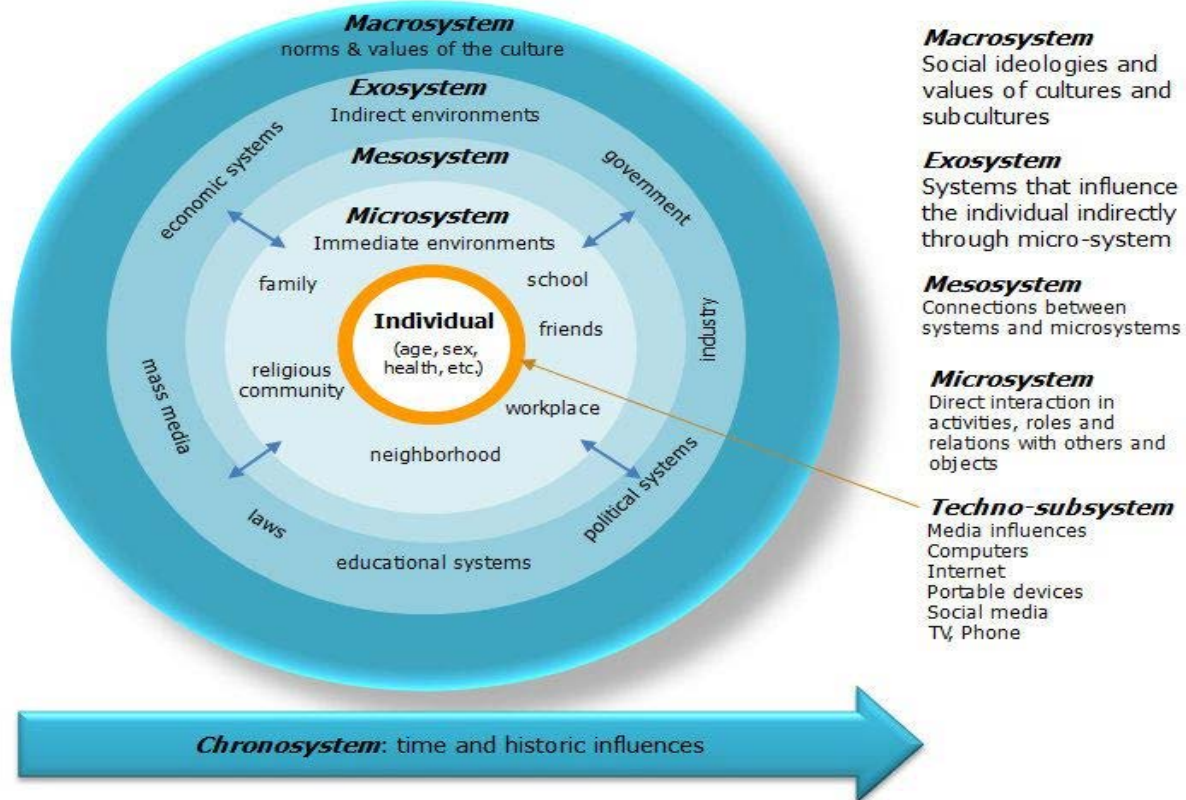 Macrosystem
norms & values of the culture
Exosystem
Indirect environments
economic systems
government
Mesosystem
Microsystem
Immediate environments
family
school
Individual
(age, sex,
health, etc.)
friends
industry
religious
community
mass media
workplace
neighborhood
laws
political systems
educational systems
Macrosystem
Social ideologies and
values of cultures and
subcultures
Exosystem
Systems that influence
the individual indirectly
through micro-system
Mesosystem
Connections between
systems and microsystems
Microsystem
Direct interaction in
activities, roles and
relations with others and
objects
Techno-subsystem
Media influences
Computers
Internet
Portable devices
Social media
TV, Phone
Chronosystem: time and historic influences